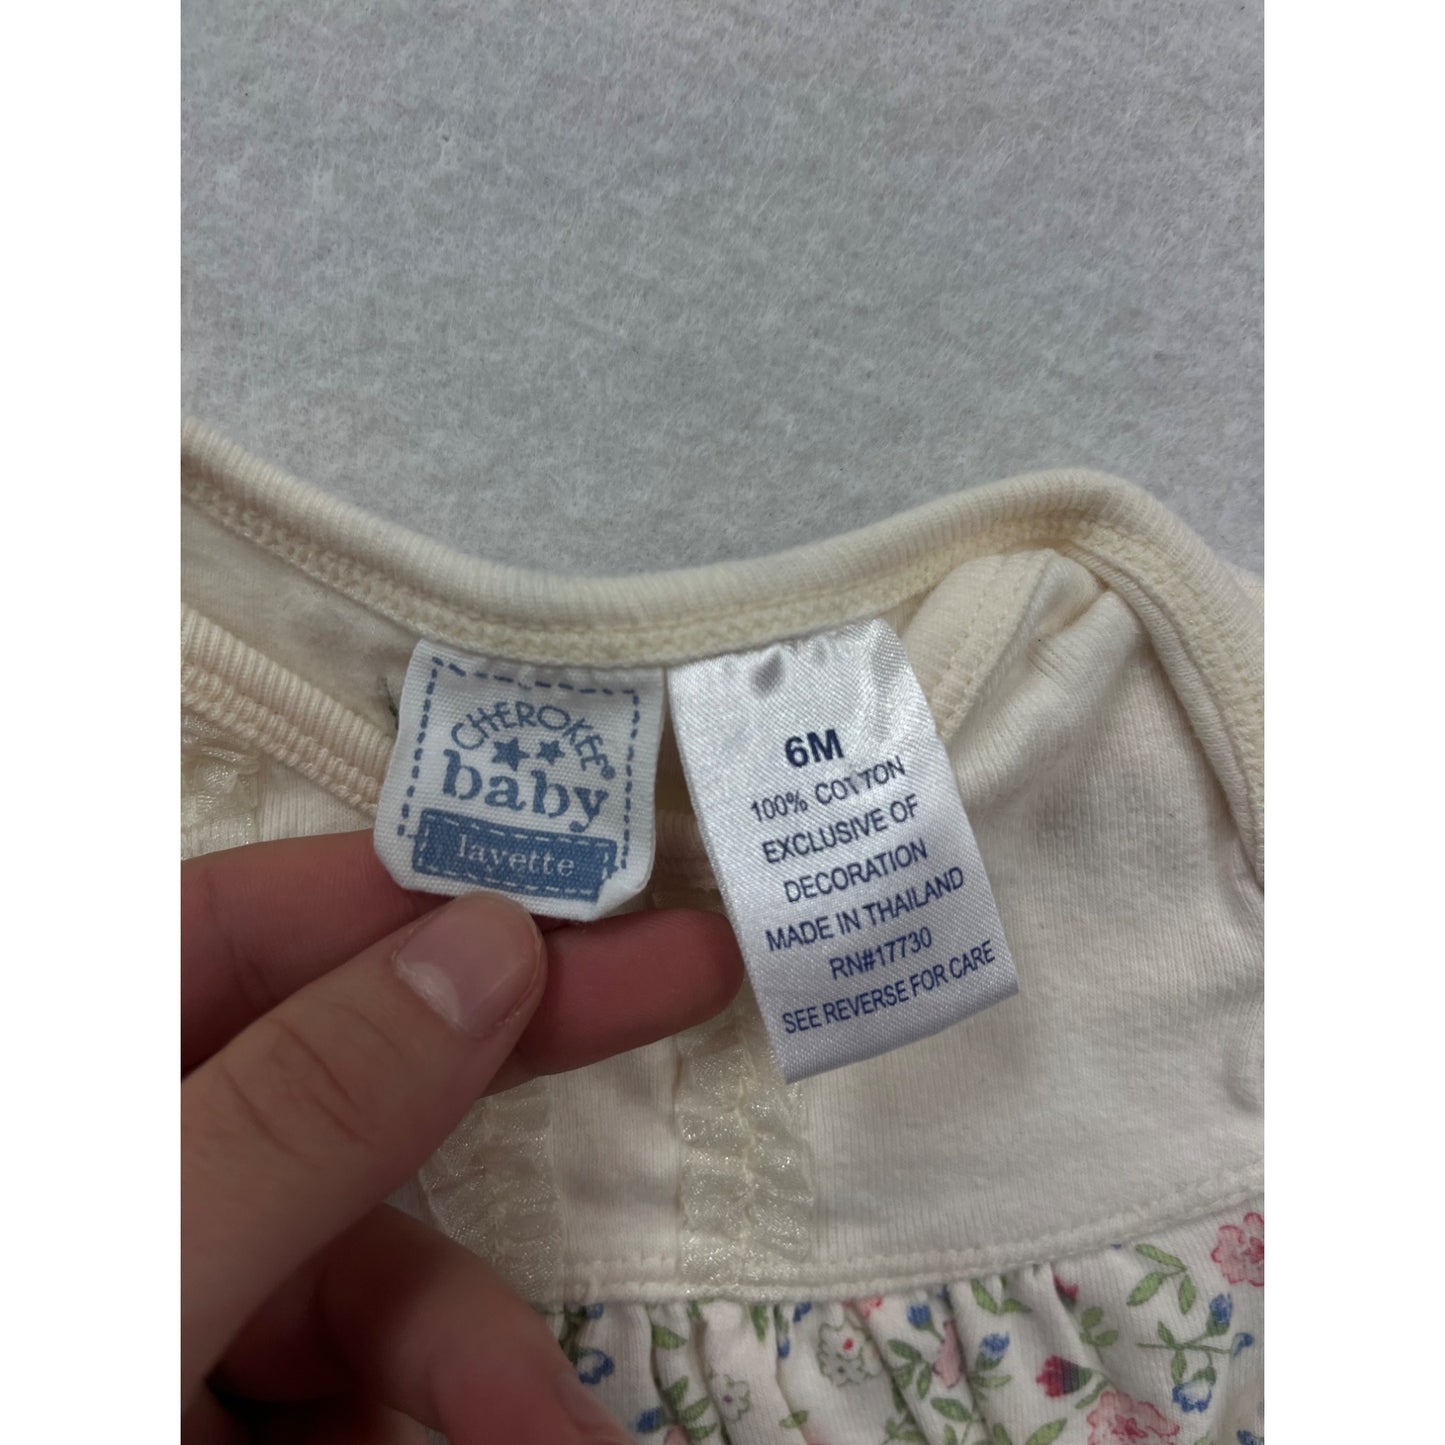 CHEROKEE®
baby
layette
6M
100% COTTON
EXCLUSIVE OF
DECORATION
MADE IN THAILAND
RN#17730
SEE REVERSE FOR CARE